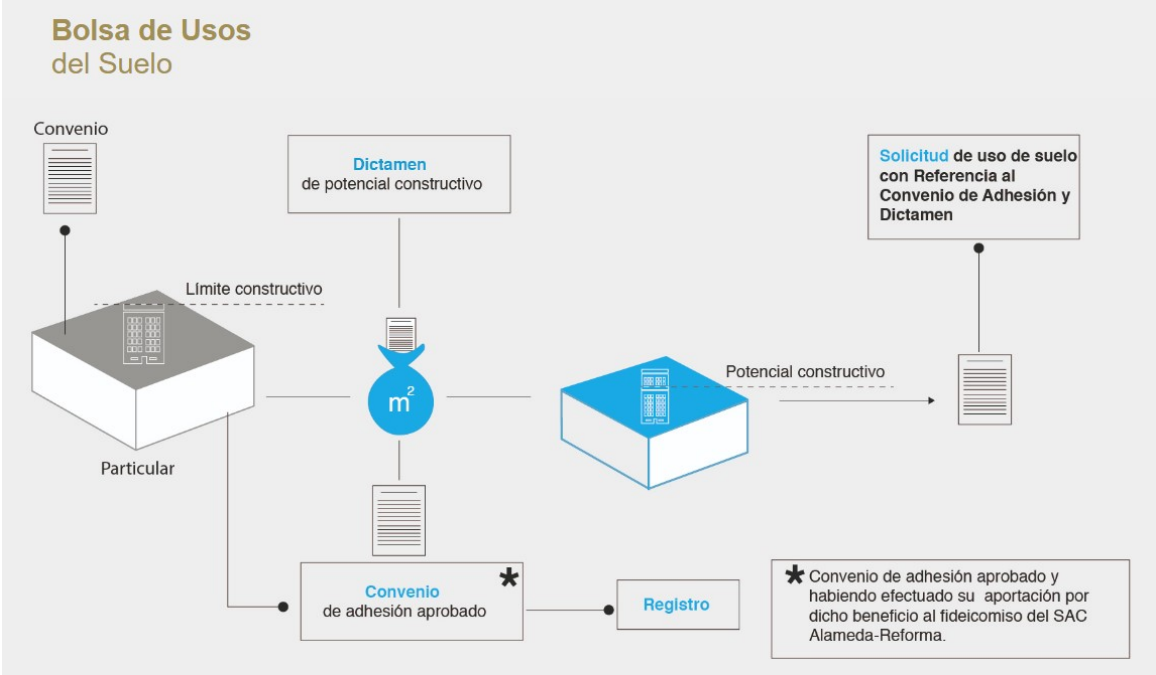 Bolsa de Usos
del Suelo
Convenio
Dictamen
de potencial constructivo
Solicitud de uso de suelo
con Referencia al
Convenio de Adhesión y
Dictamen
Límite constructivo
m²
Potencial constructivo
Particular
Convenio *
de adhesión aprobado
Registro
* Convenio de adhesión aprobado y
habiendo efectuado su aportación por
dicho beneficio al fideicomiso del SAC
Alameda-Reforma.